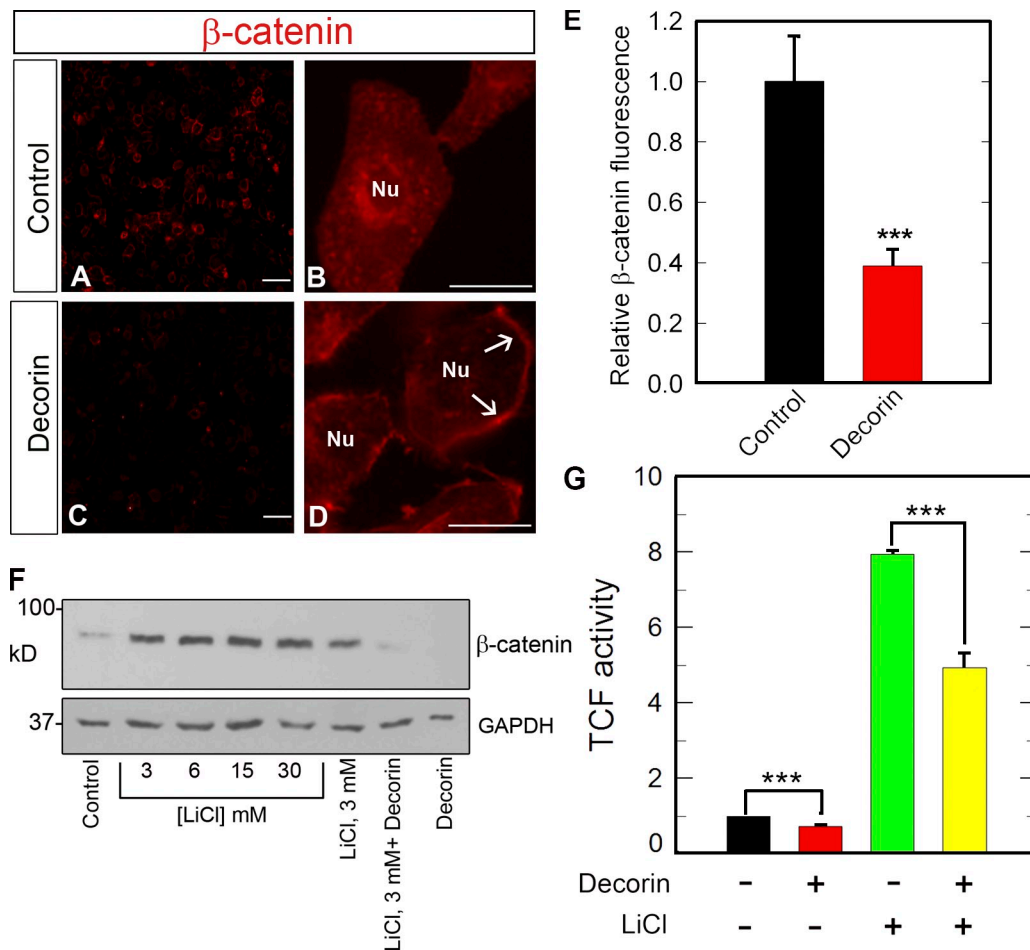 β-catenin
Control
A
Nu
B
Decorin
C
Nu
Nu
D
E
Relative β-catenin fluorescence
1.2
1.0
0.8
0.6
0.4
0.2
0.0
***
Control
Decorin
F
100
kD
β-catenin
37
GAPDH
Control
3 6 15 30
[LiCl] mM
LiCl, 3 mM
LiCl, 3 mM+ Decorin
Decorin
G
TCF activity
10
8
6
4
2
0
***
***
Decorin - + - +
LiCl - - + +